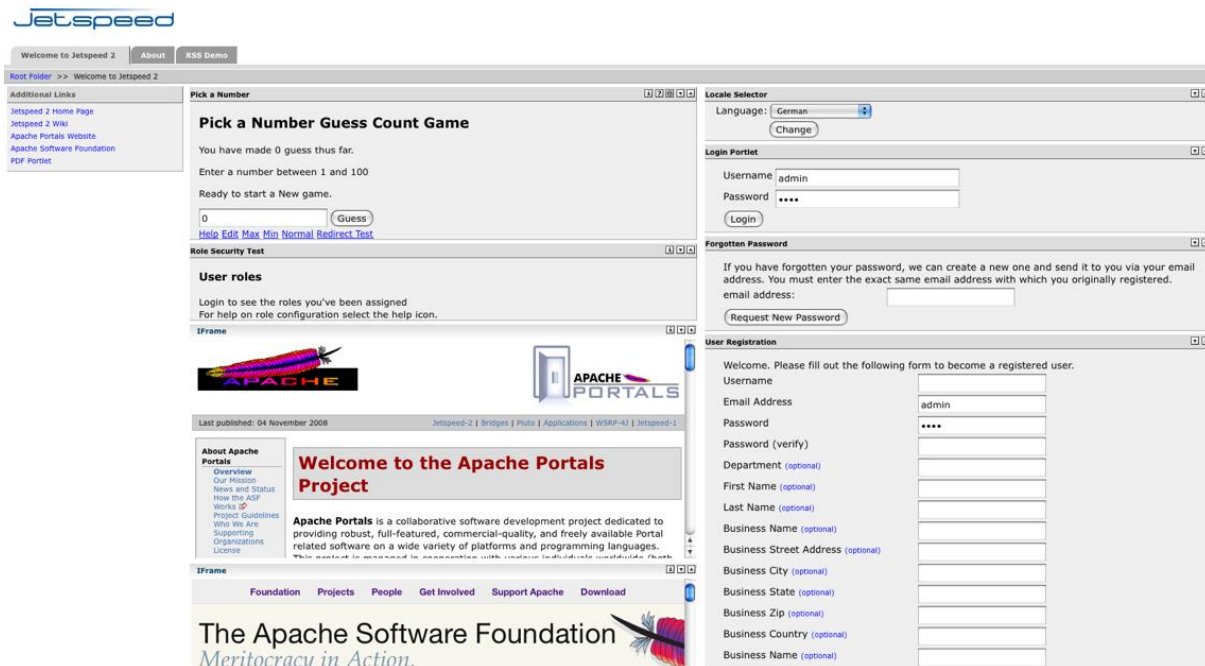 Jetspeed
Welcome to Jetspeed 2
About
RSS Demo
Root Folder >> Welcome to Jetspeed 2
Additional Links
Jetspeed 2 Home Page
Jetspeed 2 Wiki
Apache Portals Website
Apache Software Foundation
PDF Portlet
Pick a Number
Pick a Number Guess Count Game
You have made 0 guess thus far.
Enter a number between 1 and 100
Ready to start a New game.
0
Guess
Help Edit Max Min Normal Redirect Test
Role Security Test
User roles
Login to see the roles you've been assigned
For help on role configuration select the help icon.
IFrame
APACHE
APACHE
PORTALS
Last published: 04 November 2008
Jetspeed-2 | Bridges | Pluto | Applications | WSRP-4J | Jetspeed-1
About Apache
Portals
Overview
Our Mission
News and Status
How the ASF
Works
Project Guidelines
Who We Are
Supporting
Organizations
License
Welcome to the Apache Portals
Project
Apache Portals is a collaborative software development project dedicated to
providing robust, full-featured, commercial-quality, and freely available Portal
related software on a wide variety of platforms and programming languages.
This project is managed in cooperation with various individuals worldwide (both
IFrame
Foundation Projects People Get Involved Support Apache Download
The Apache Software Foundation
Meritocracy in Action.
Locale Selector
Language: German
Change
Login Portlet
Username admin
Password ••••
Login
Forgotten Password
If you have forgotten your password, we can create a new one and send it to you via your email
address. You must enter the exact same email address with which you originally registered.
email address:
Request New Password
User Registration
Welcome. Please fill out the following form to become a registered user.
Username
Email Address admin
Password ••••
Password (verify)
Department (optional)
First Name (optional)
Last Name (optional)
Business Name (optional)
Business Street Address (optional)
Business City (optional)
Business State (optional)
Business Zip (optional)
Business Country (optional)
Business Name (optional)